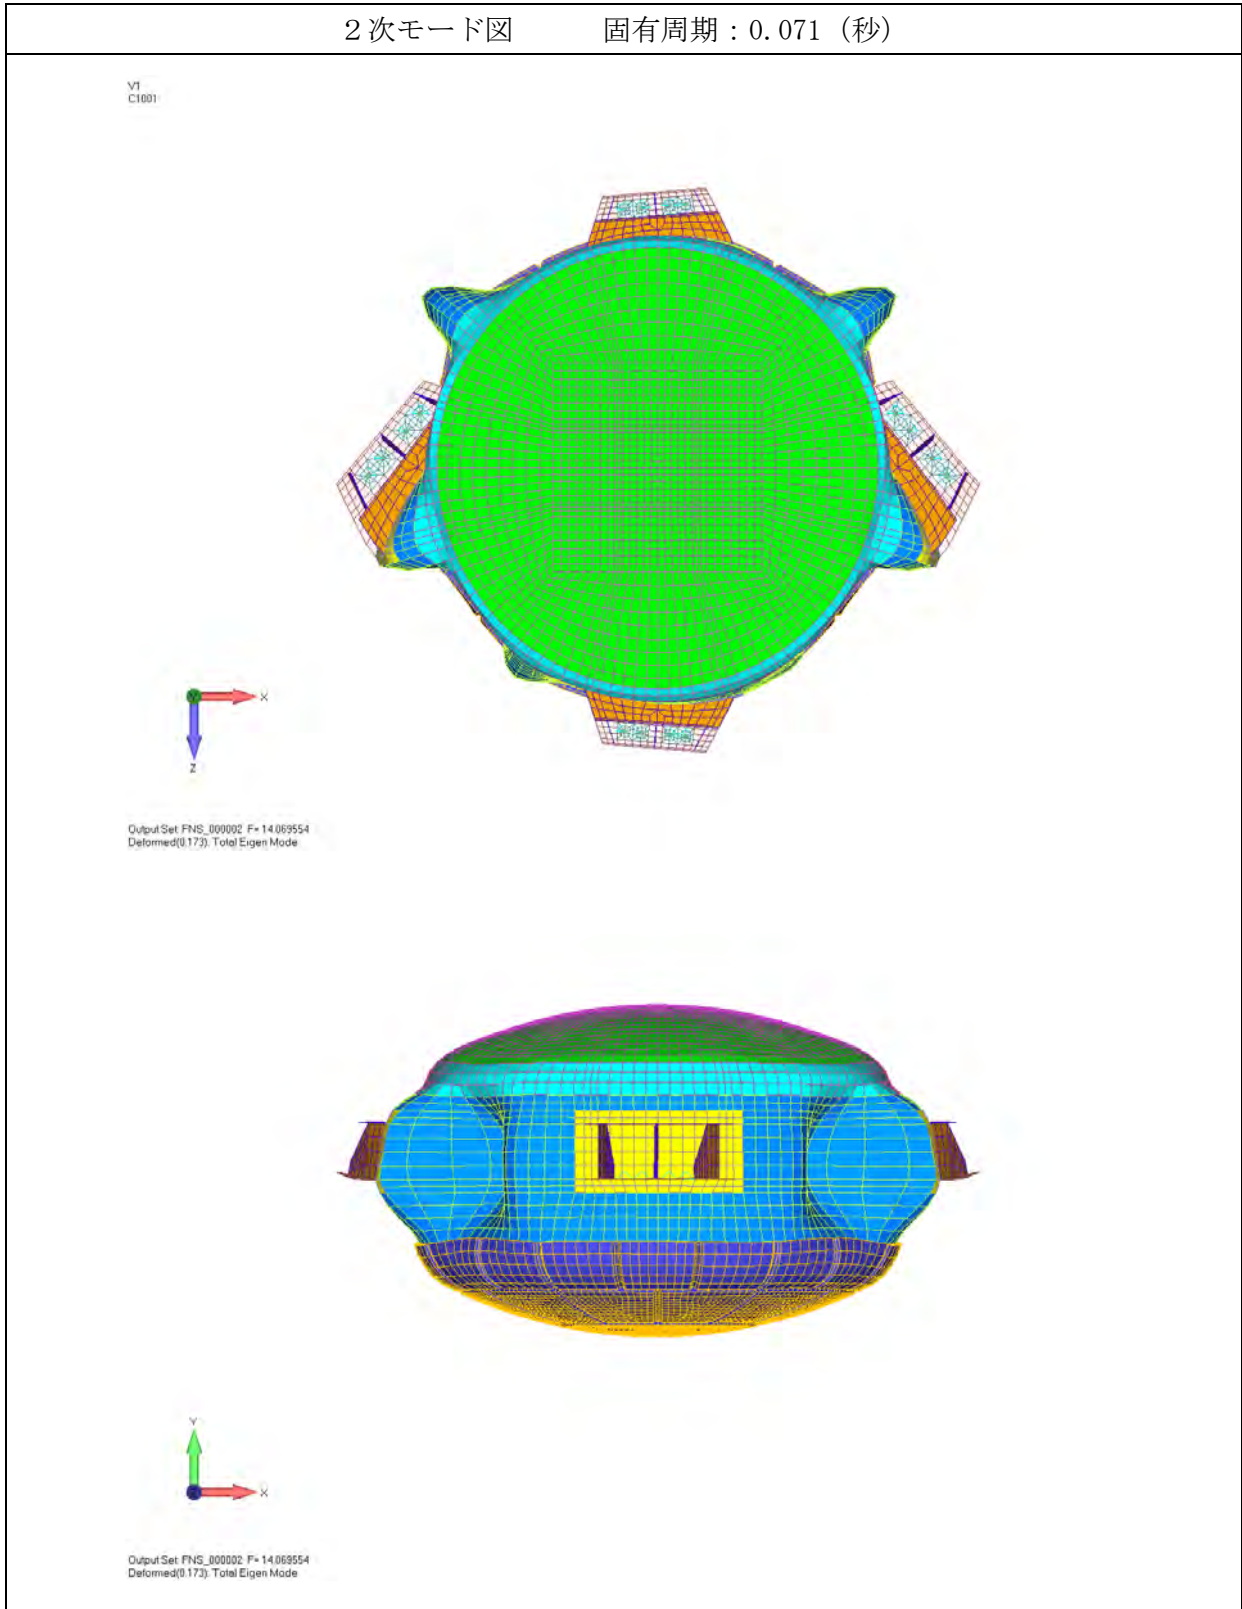 ２次モード図 固有周期：0.071（秒）
V1
C1001
X
Z
Output Set: FNS_000002 F= 14.069554
Deformed(0.173): Total Eigen Mode
Y
X
Output Set: FNS_000002 F= 14.069554
Deformed(0.173): Total Eigen Mode